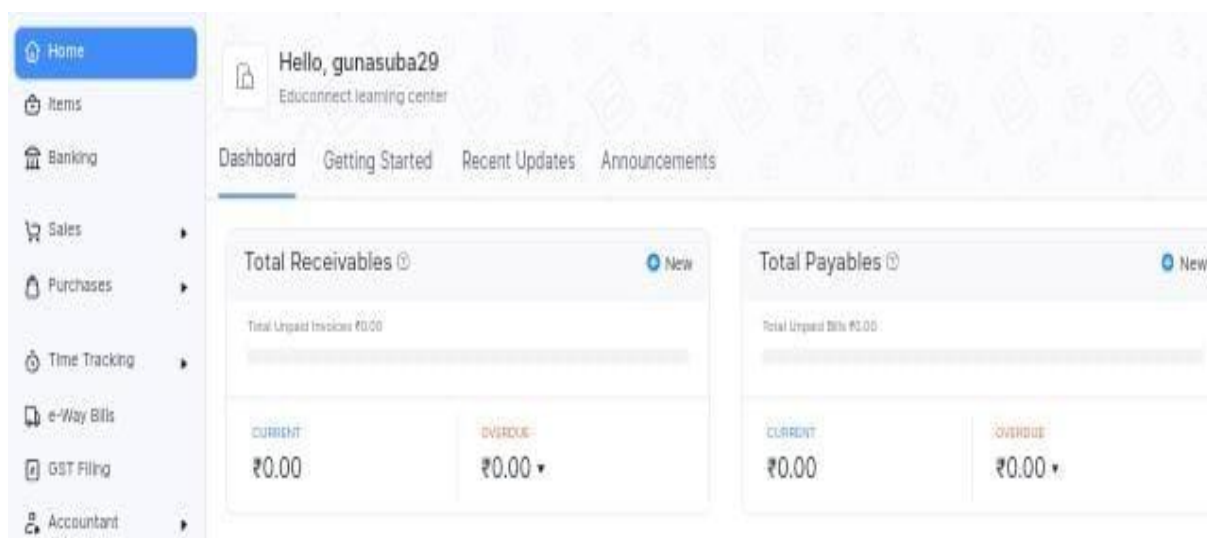 Home
Items
Banking
Sales
Purchases
Time Tracking
e-Way Bills
GST Filing
Accountant
Hello, gunasuba29
Educonnect learning center
Dashboard Getting Started Recent Updates Announcements
Total Receivables
New
Total Unpaid Invoices ₹0.00
CURRENT OVERDUE
₹0.00 ₹0.00
Total Payables
New
Total Unpaid Bills ₹0.00
CURRENT OVERDUE
₹0.00 ₹0.00